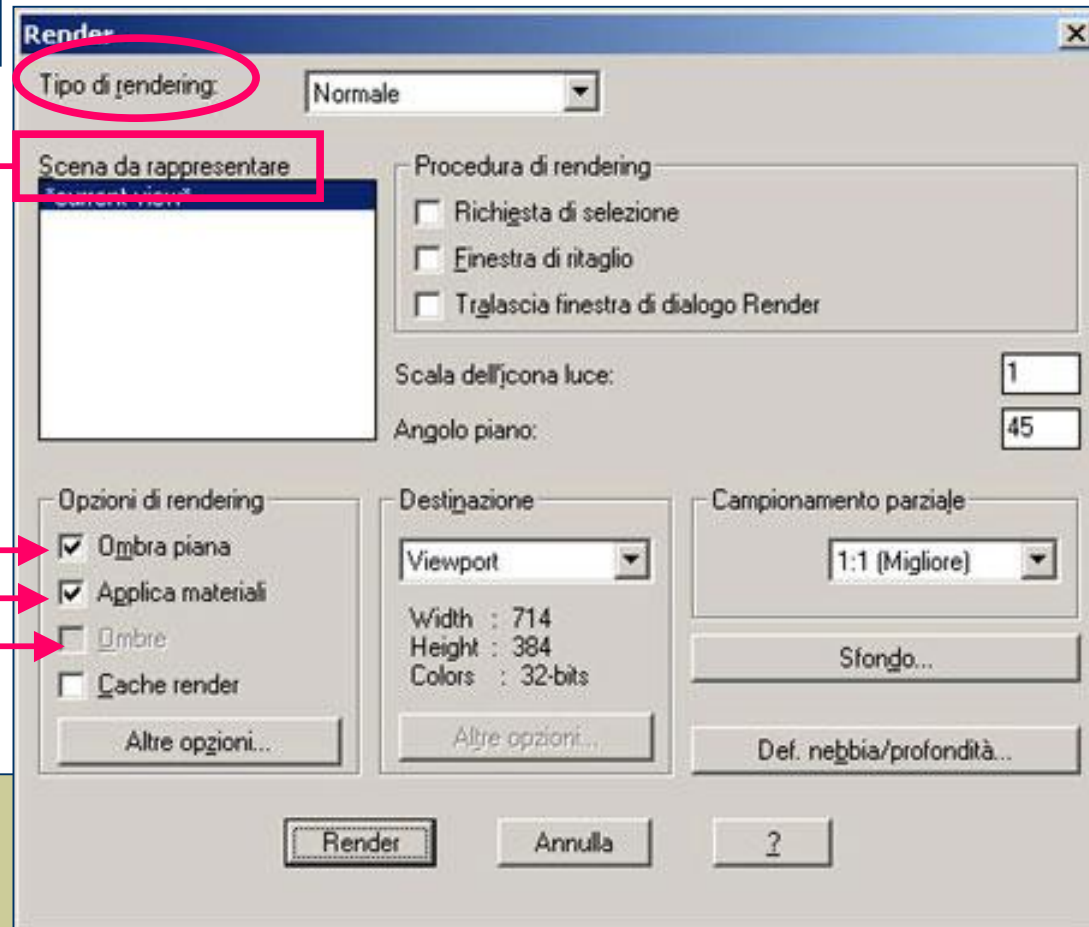 Render
Tipo di rendering:
Normale
Scena da rappresentare
*current view*
Procedura di rendering
Richiesta di selezione
Finestra di ritaglio
Tralascia finestra di dialogo Render
Scala dell'icona luce:
1
Angolo piano:
45
Opzioni di rendering
Ombra piana
Applica materiali
Ombre
Cache render
Altre opzioni...
Destinazione
Viewport
Width : 714
Height : 384
Colors : 32-bits
Altre opzioni...
Campionamento parziale
1:1 (Migliore)
Sfondo...
Def. nebbia/profondità...
Render
Annulla
?